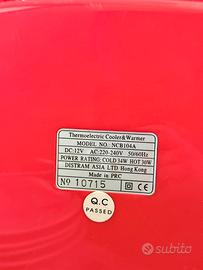 Thermoelectric Cooler&Warmer
MODEL NO. NCB104A
DC:12V AC:220-240V 50/60Hz
POWER RATING: COLD 34W HOT 30W
DISTRAM ASIA LTD Hong Kong
Made in PRC
Nº 10715
CE
Q.C
PASSED
subito